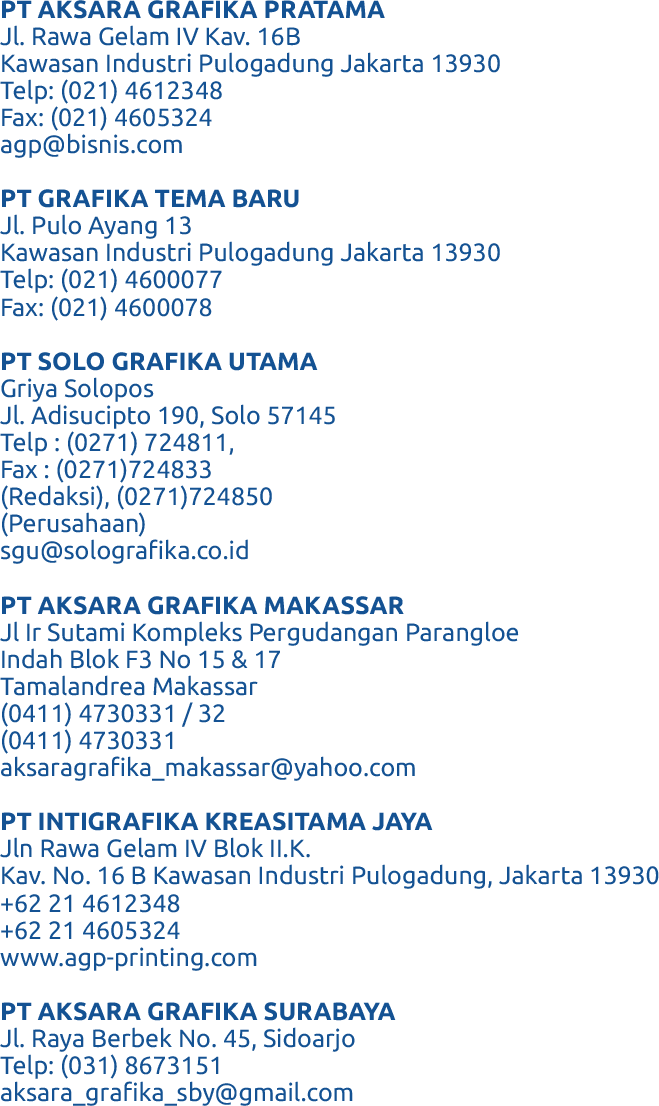 PT AKSARA GRAFIKA PRATAMA
Jl. Rawa Gelam IV Kav. 16B
Kawasan Industri Pulogadung Jakarta 13930
Telp: (021) 4612348
Fax: (021) 4605324
agp@bisnis.com
PT GRAFIKA TEMA BARU
Jl. Pulo Ayang 13
Kawasan Industri Pulogadung Jakarta 13930
Telp: (021) 4600077
Fax: (021) 4600078
PT SOLO GRAFIKA UTAMA
Griya Solopos
Jl. Adisucipto 190, Solo 57145
Telp : (0271) 724811,
Fax : (0271)724833
(Redaksi), (0271)724850
(Perusahaan)
sgu@solografika.co.id
PT AKSARA GRAFIKA MAKASSAR
Jl Ir Sutami Kompleks Pergudangan Parangloe
Indah Blok F3 No 15 & 17
Tamalandrea Makassar
(0411) 4730331 / 32
(0411) 4730331
aksaragrafika_makassar@yahoo.com
PT INTIGRAFIKA KREASITAMA JAYA
Jln Rawa Gelam IV Blok II.K.
Kav. No. 16 B Kawasan Industri Pulogadung, Jakarta 13930
+62 21 4612348
+62 21 4605324
www.agp-printing.com
PT AKSARA GRAFIKA SURABAYA
Jl. Raya Berbek No. 45, Sidoarjo
Telp: (031) 8673151
aksara_grafika_sby@gmail.com